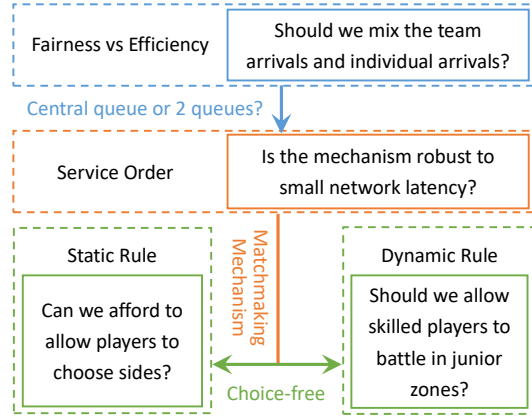 Fairness vs Efficiency
Should we mix the team
arrivals and individual arrivals?
Central queue or 2 queues?
Service Order
Is the mechanism robust to
small network latency?
Matchmaking
Mechanism
Static Rule
Can we afford to
allow players to
choose sides?
Dynamic Rule
Should we allow
skilled players to
battle in junior
zones?
Choice-free